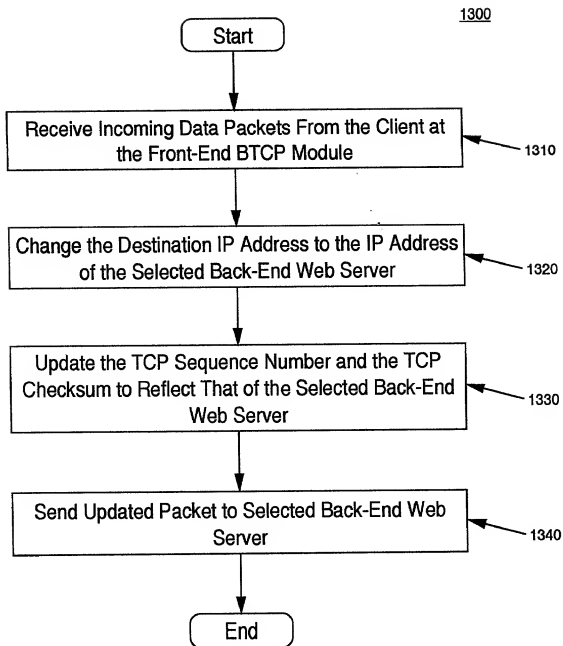 1300
Start
Receive Incoming Data Packets From the Client at
the Front-End BTCP Module
1310
Change the Destination IP Address to the IP Address
of the Selected Back-End Web Server
1320
Update the TCP Sequence Number and the TCP
Checksum to Reflect That of the Selected Back-End
Web Server
1330
Send Updated Packet to Selected Back-End Web
Server
1340
End